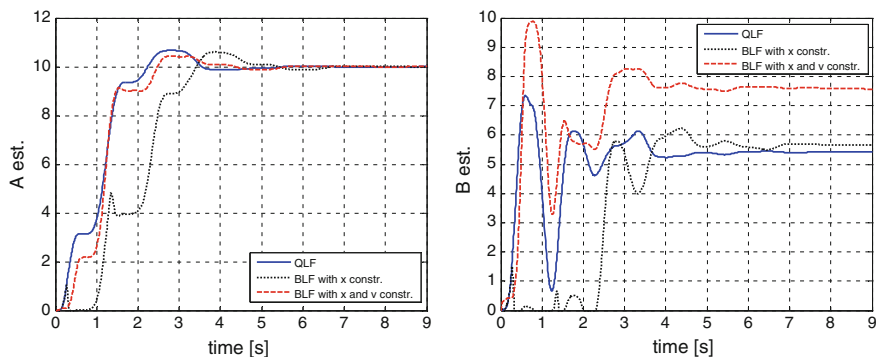 12
10
8
6
4
2
0
A est.
0 1 2 3 4 5 6 7 8 9
time [s]
QLF
BLF with x constr.
BLF with x and v constr.
10
9
8
7
6
5
4
3
2
1
0
B est.
0 1 2 3 4 5 6 7 8 9
time [s]
QLF
BLF with x constr.
BLF with x and v constr.